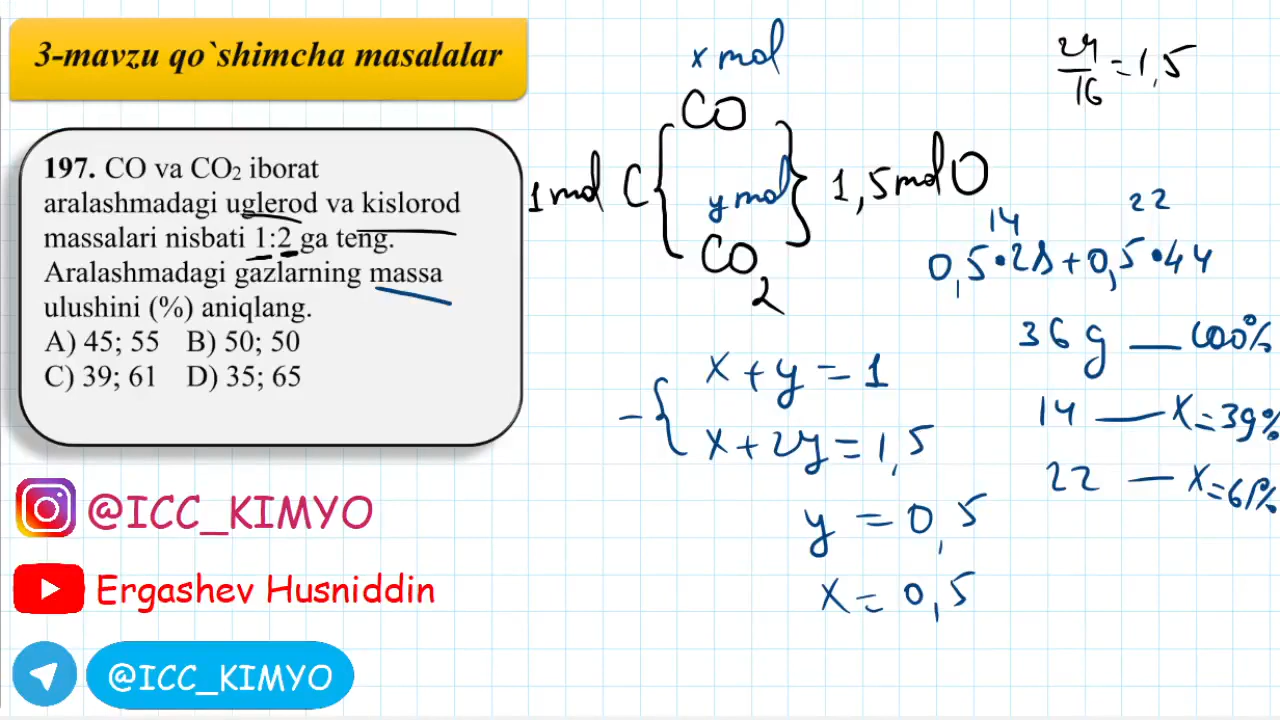 3-mavzu qo`shimcha masalalar
197. CO va CO₂ iborat
aralashmadagi uglerod va kislorod
massalari nisbati 1:2 ga teng.
Aralashmadagi gazlarning massa
ulushini (%) aniqlang.
A) 45; 55 B) 50; 50
C) 39; 61 D) 35; 65
@ICC_KIMYO
Ergashev Husniddin
@ICC_KIMYO
x mol
CO
1 mol C
y mol
1,5 mol O
CO₂
x + y = 1
x + 2y = 1,5
y = 0,5
x = 0,5
24/16 = 1,5
14 22
0,5•28+0,5•44
36 g — 100%
14 — x=39%
22 — x=61%